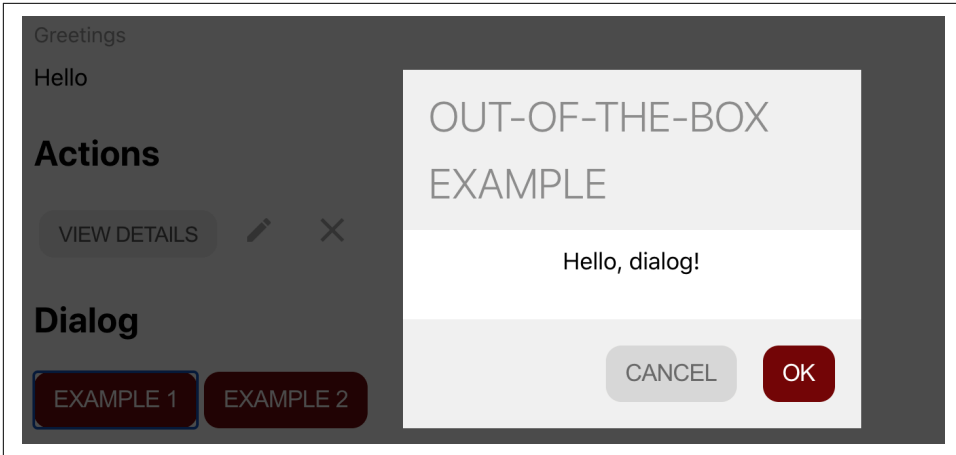 Greetings
Hello
Actions
VIEW DETAILS
Dialog
EXAMPLE 1
EXAMPLE 2
OUT-OF-THE-BOX
EXAMPLE
Hello, dialog!
CANCEL
OK